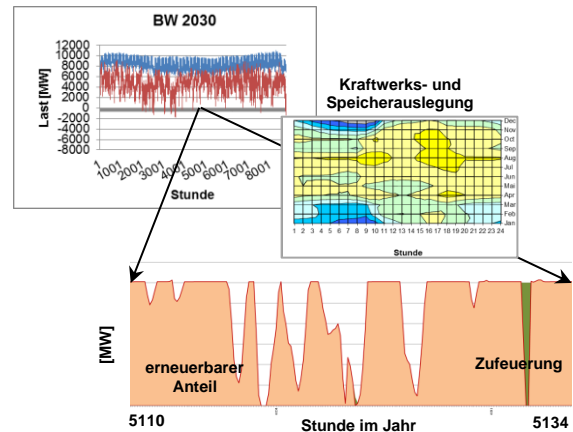 BW 2030
Last [MW]
12000
10000
8000
6000
4000
2000
0
-2000
-4000
-6000
-8000
1 1001 2001 3001 4001 5001 6001 7001 8001
Stunde
Kraftwerks- und
Speicherauslegung
Dec
Nov
Oct
Sep
Aug
Jul
Jun
Mai
Apr
Mar
Feb
Jan
1 2 3 4 5 6 7 8 9 10 11 12 13 14 15 16 17 18 19 20 21 22 23 24
Stunde
[MW]
erneuerbarer
Anteil
Zufeuerung
5110
Stunde im Jahr
5134